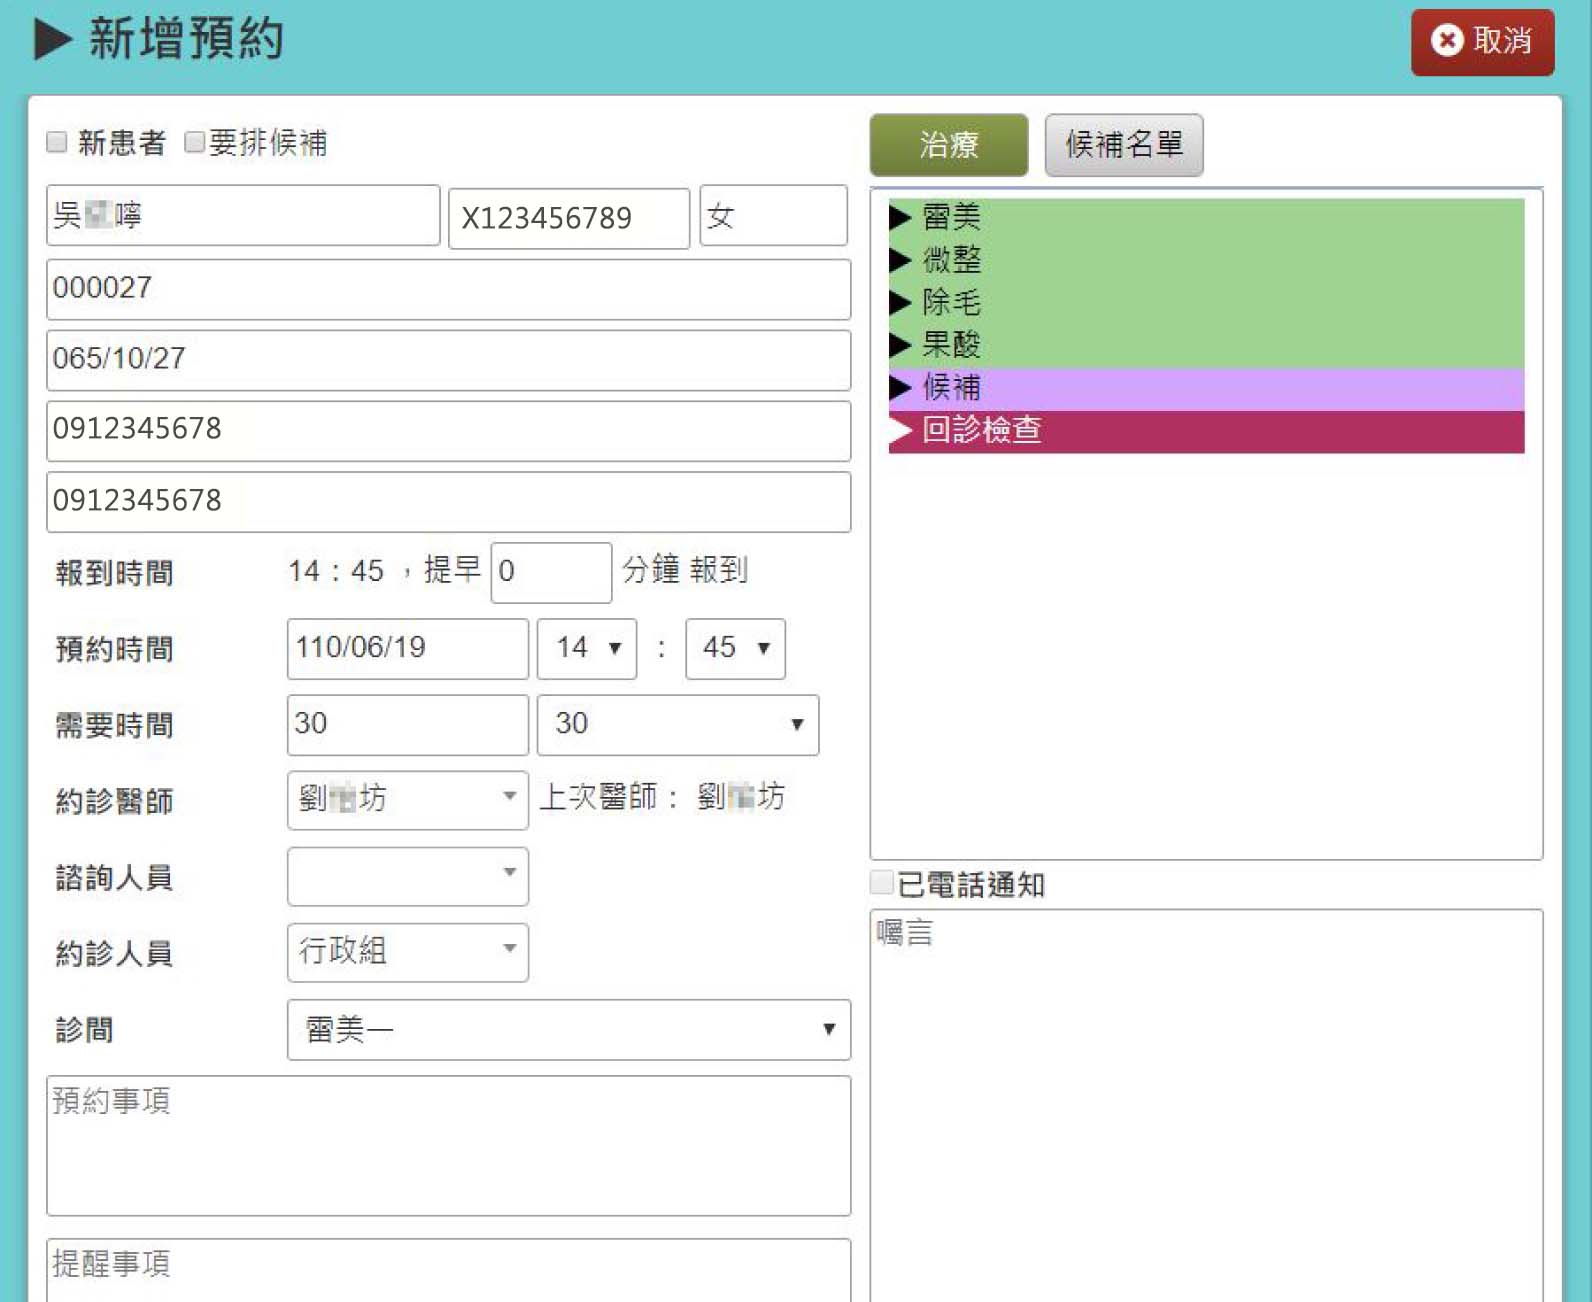 新增預約
取消
新患者 要排候補
吳 嚀 X123456789 女
000027
065/10/27
0912345678
0912345678
報到時間 14：45 ，提早 0 分鐘 報到
預約時間 110/06/19 14 : 45
需要時間 30 30
約診醫師 劉 坊 上次醫師： 劉 坊
諮詢人員
約診人員 行政組
診間 雷美一
預約事項
提醒事項
治療 候補名單
雷美
微整
除毛
果酸
候補
回診檢查
已電話通知
囑言